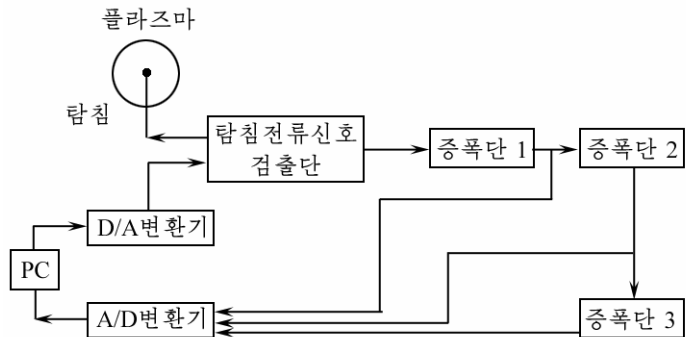 플라즈마
탐침
탐침전류신호
검출단
증폭단 1
증폭단 2
D/A변환기
PC
A/D변환기
증폭단 3